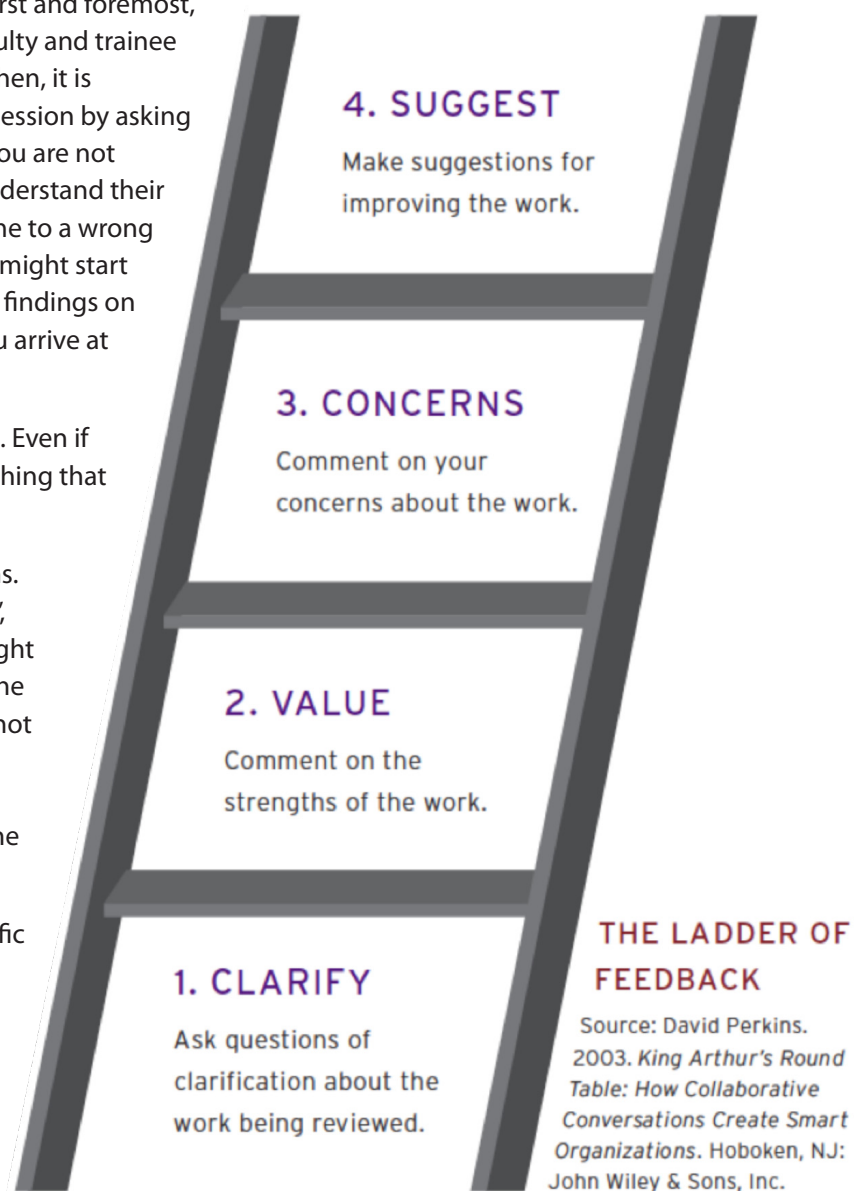 rst and foremost,
ulty and trainee
hen, it is
ession by asking
ou are not
derstand their
ne to a wrong
might start
findings on
u arrive at
. Even if
hing that
s.
,
ght
ne
not
ne
fic
4. SUGGEST
Make suggestions for
improving the work.
3. CONCERNS
Comment on your
concerns about the work.
2. VALUE
Comment on the
strengths of the work.
1. CLARIFY
Ask questions of
clarification about the
work being reviewed.
THE LADDER OF
FEEDBACK
Source: David Perkins.
2003. King Arthur's Round
Table: How Collaborative
Conversations Create Smart
Organizations. Hoboken, NJ:
John Wiley & Sons, Inc.